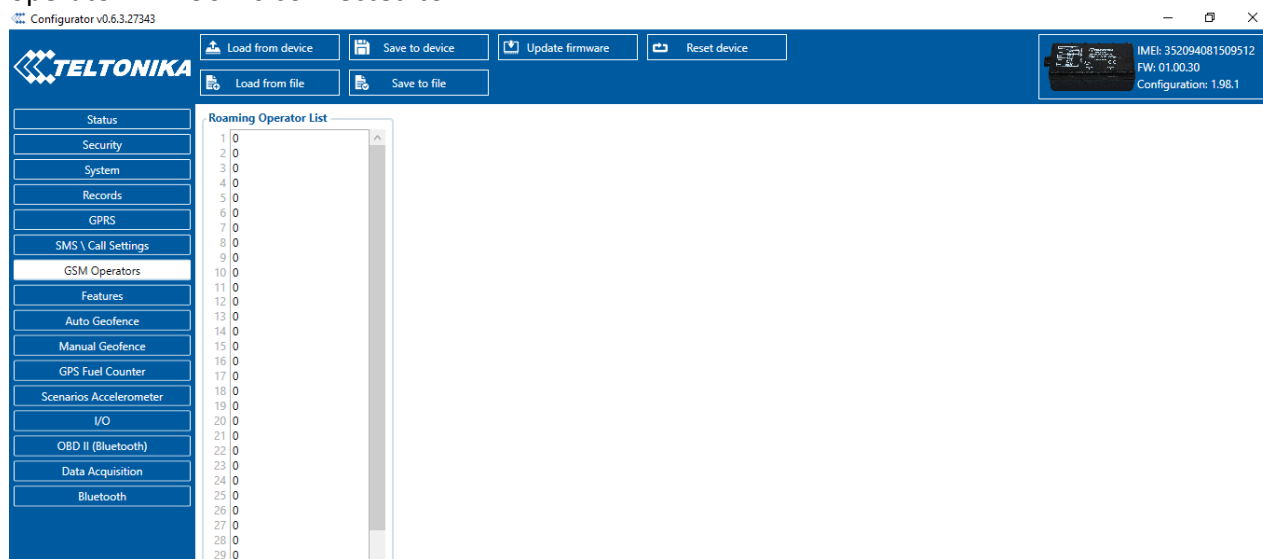 Configurator v0.6.3.27343
TELTONIKA
Load from device
Save to device
Update firmware
Reset device
Load from file
Save to file
IMEI: 352094081509512
FW: 01.00.30
Configuration: 1.98.1
Status
Security
System
Records
GPRS
SMS \ Call Settings
GSM Operators
Features
Auto Geofence
Manual Geofence
GPS Fuel Counter
Scenarios Accelerometer
I/O
OBD II (Bluetooth)
Data Acquisition
Bluetooth
Roaming Operator List
1 0
2 0
3 0
4 0
5 0
6 0
7 0
8 0
9 0
10 0
11 0
12 0
13 0
14 0
15 0
16 0
17 0
18 0
19 0
20 0
21 0
22 0
23 0
24 0
25 0
26 0
27 0
28 0
29 0